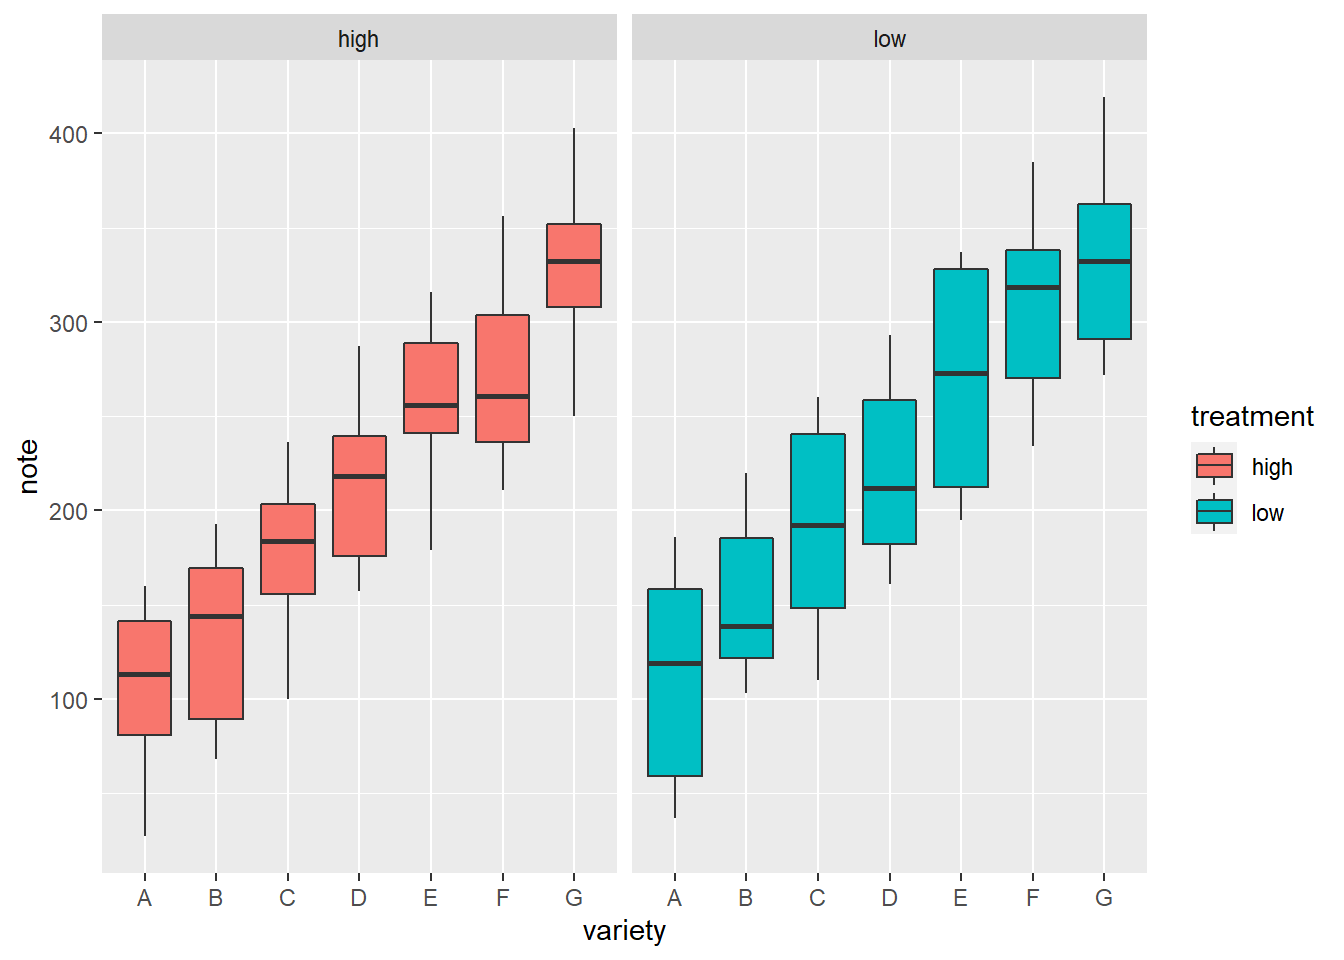 high low
400
300
200
100
note
A B C D E F G A B C D E F G
variety
treatment
high
low